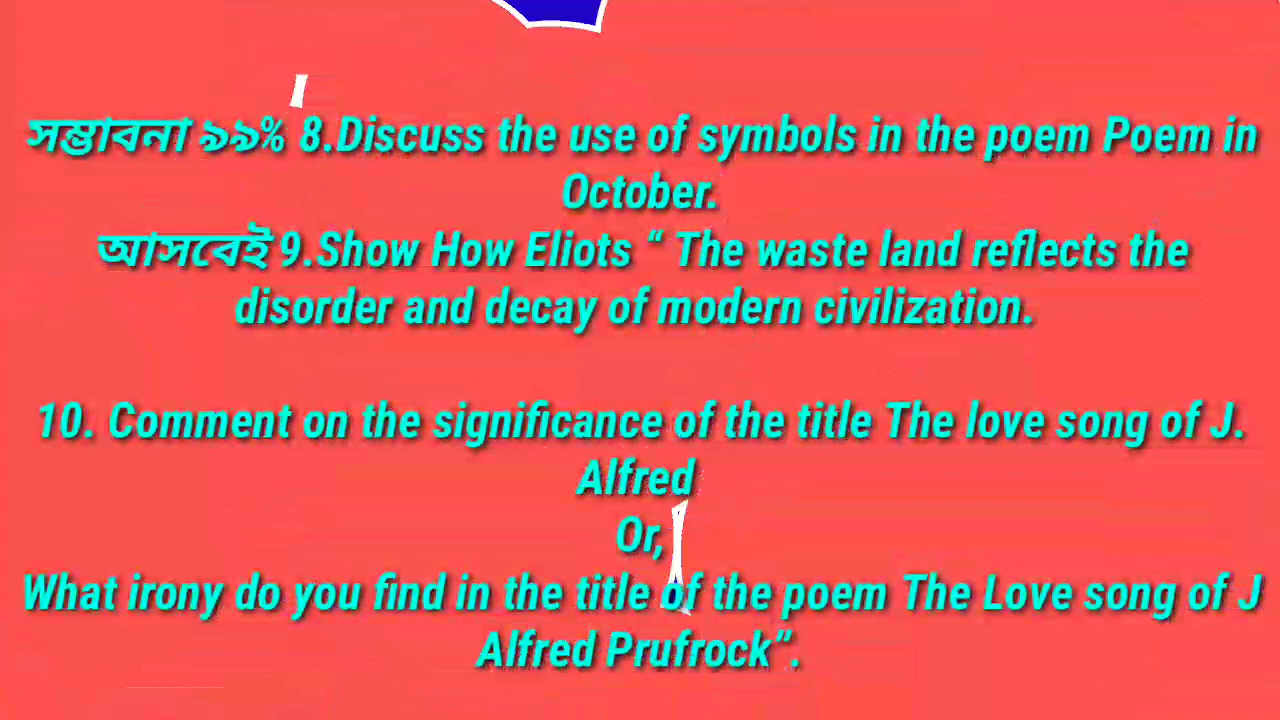 সম্ভাবনা ৯৯% 8.Discuss the use of symbols in the poem Poem in
October.
আসবেই 9.Show How Eliots “ The waste land reflects the
disorder and decay of modern civilization.
10. Comment on the significance of the title The love song of J.
Alfred
Or,
What irony do you find in the title of the poem The Love song of J
Alfred Prufrock”.